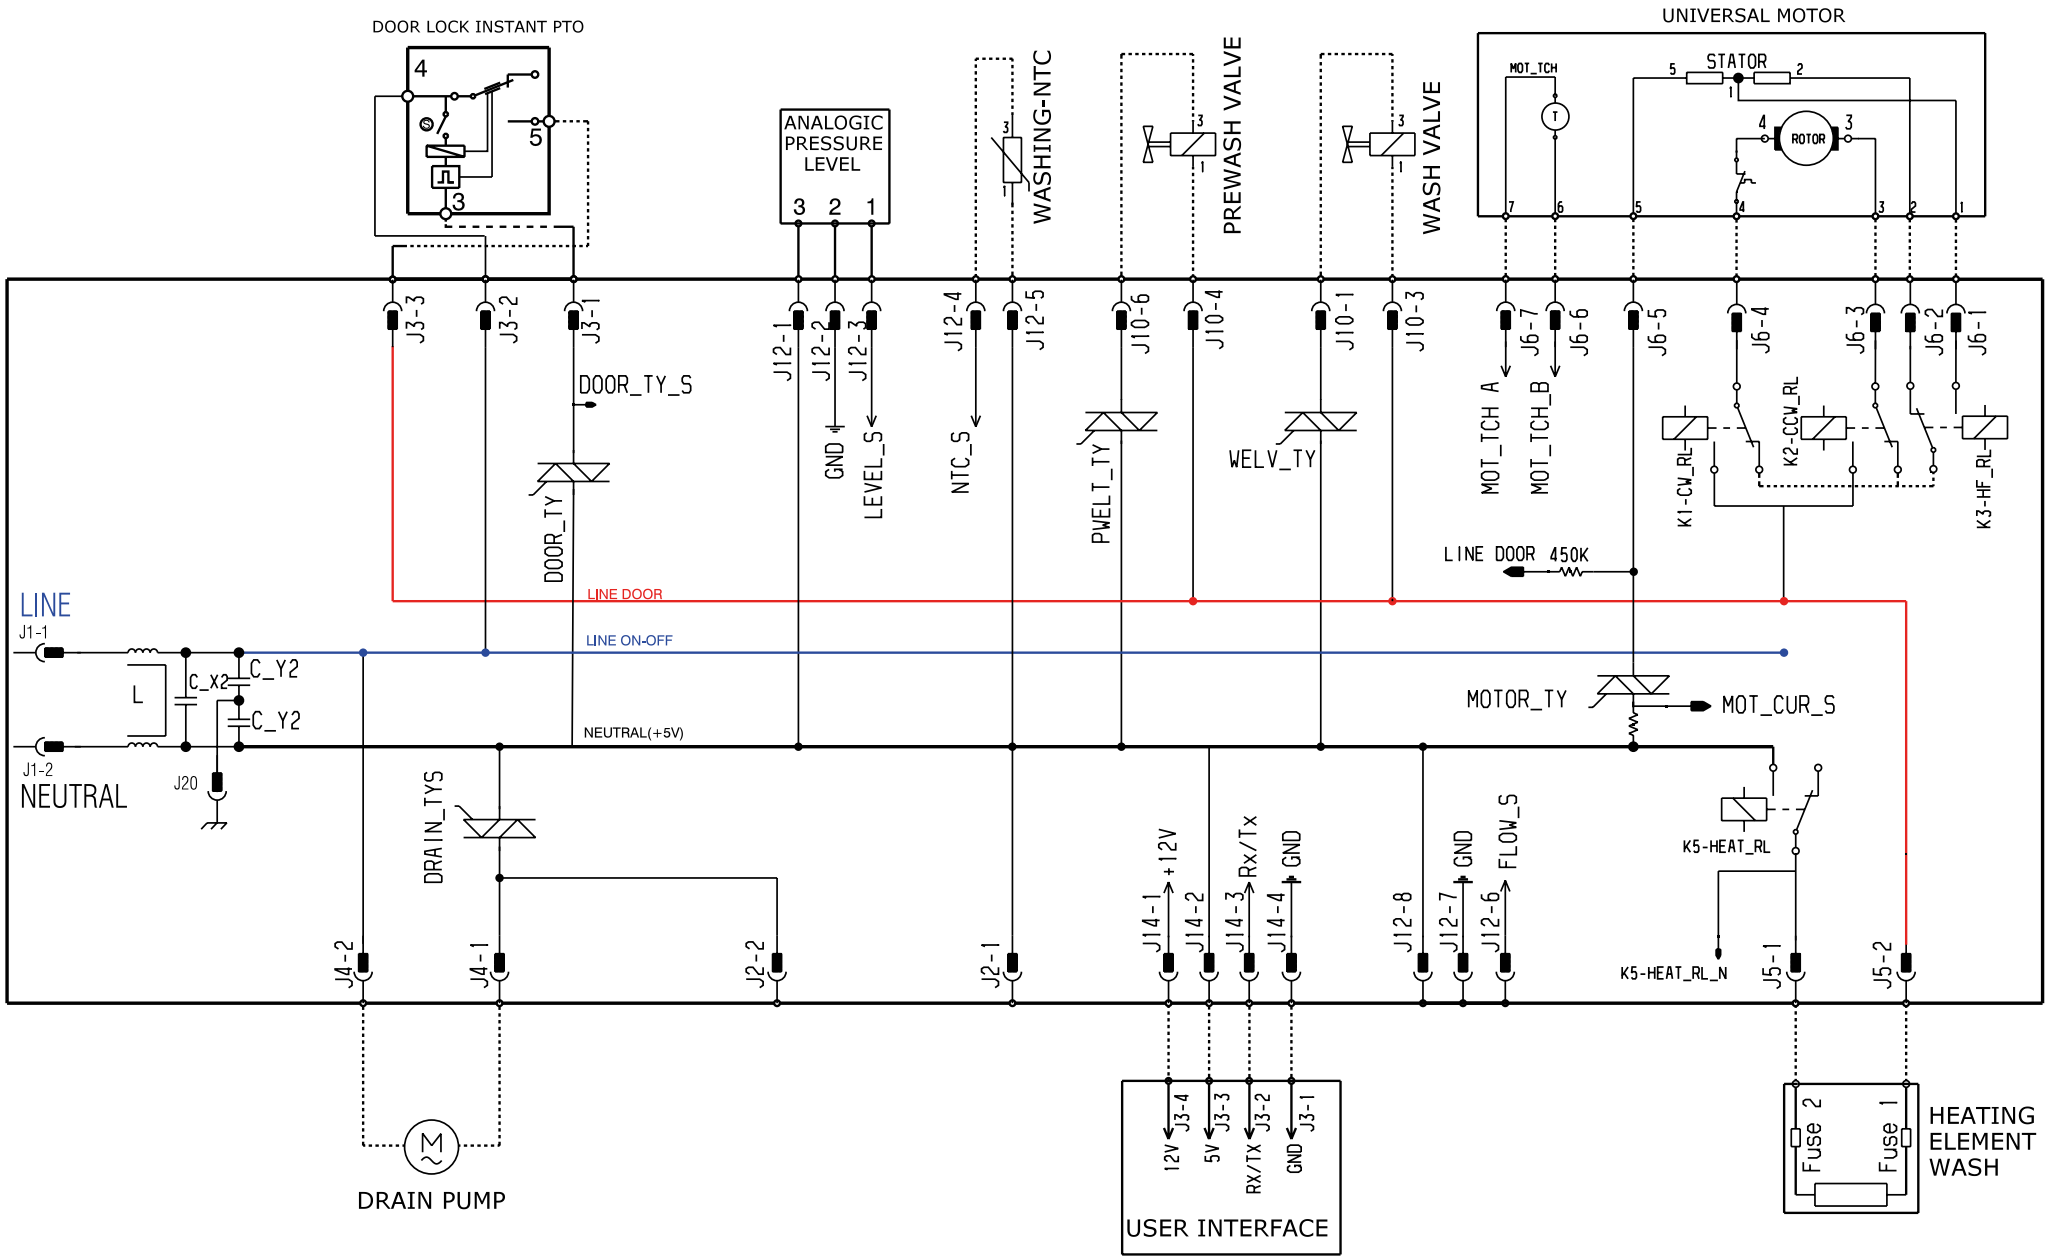 DOOR LOCK INSTANT PTO
4
S
5
3
ANALOGIC
PRESSURE
LEVEL
3 2 1
WASHING-NTC
3
1
PREWASH VALVE
3
1
WASH VALVE
3
1
UNIVERSAL MOTOR
MOT_TCH
T
STATOR
5
1
2
4
ROTOR
3
7
6
5
4
3
2
1
J3-3
J3-2
J3-1
J12-1
J12-2
J12-3
J12-4
J12-5
J10-6
J10-4
J10-1
J10-3
J6-7
J6-6
J6-5
J6-4
J6-3
J6-2
J6-1
DOOR_TY_S
DOOR_TY
GND
LEVEL_S
NTC_S
PWELT_TY
WELV_TY
MOT_TCH A
MOT_TCH_B
K1-CW_RL
K2-CCW_RL
K3-HF_RL
LINE DOOR 450K
LINE DOOR
LINE
J1-1
LINE ON-OFF
L
C_X2
C_Y2
C_Y2
MOTOR_TY
MOT_CUR_S
NEUTRAL(+5V)
J1-2
NEUTRAL
J20
DRAIN_TYS
K5-HEAT_RL
+12V
Rx/Tx
GND
GND
FLOW_S
J4-2
J4-1
J2-2
J2-1
J14-1
J14-2
J14-3
J14-4
J12-8
J12-7
J12-6
K5-HEAT_RL_N
J5-1
J5-2
M
DRAIN PUMP
J3-4
J3-3
J3-2
J3-1
12V
5V
RX/TX
GND
USER INTERFACE
Fuse 2
Fuse 1
HEATING
ELEMENT
WASH